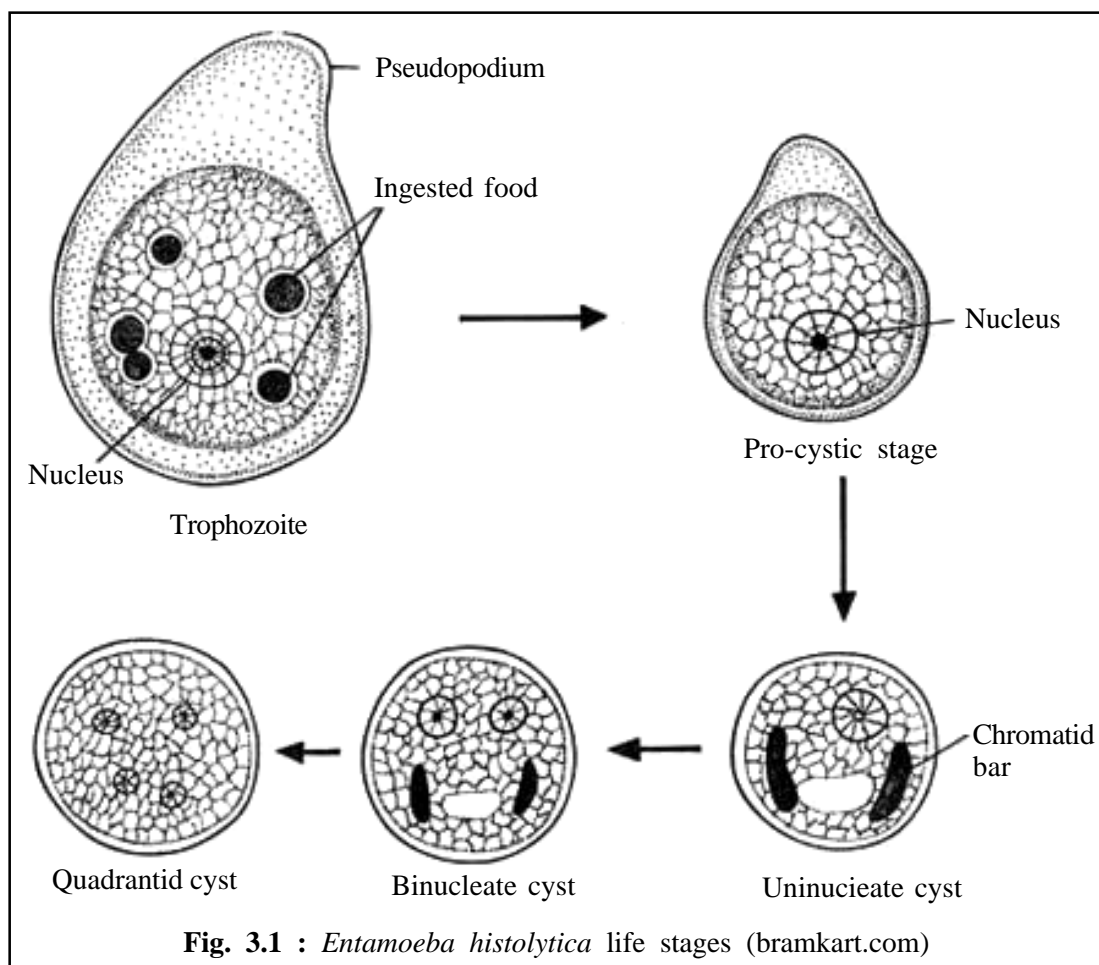 Pseudopodium
Ingested food
Nucleus
Nucleus
Trophozoite
Pro-cystic stage
Chromatid
bar
Quadrantid cyst
Binucleate cyst
Uninucieate cyst
Fig. 3.1 : Entamoeba histolytica life stages (bramkart.com)